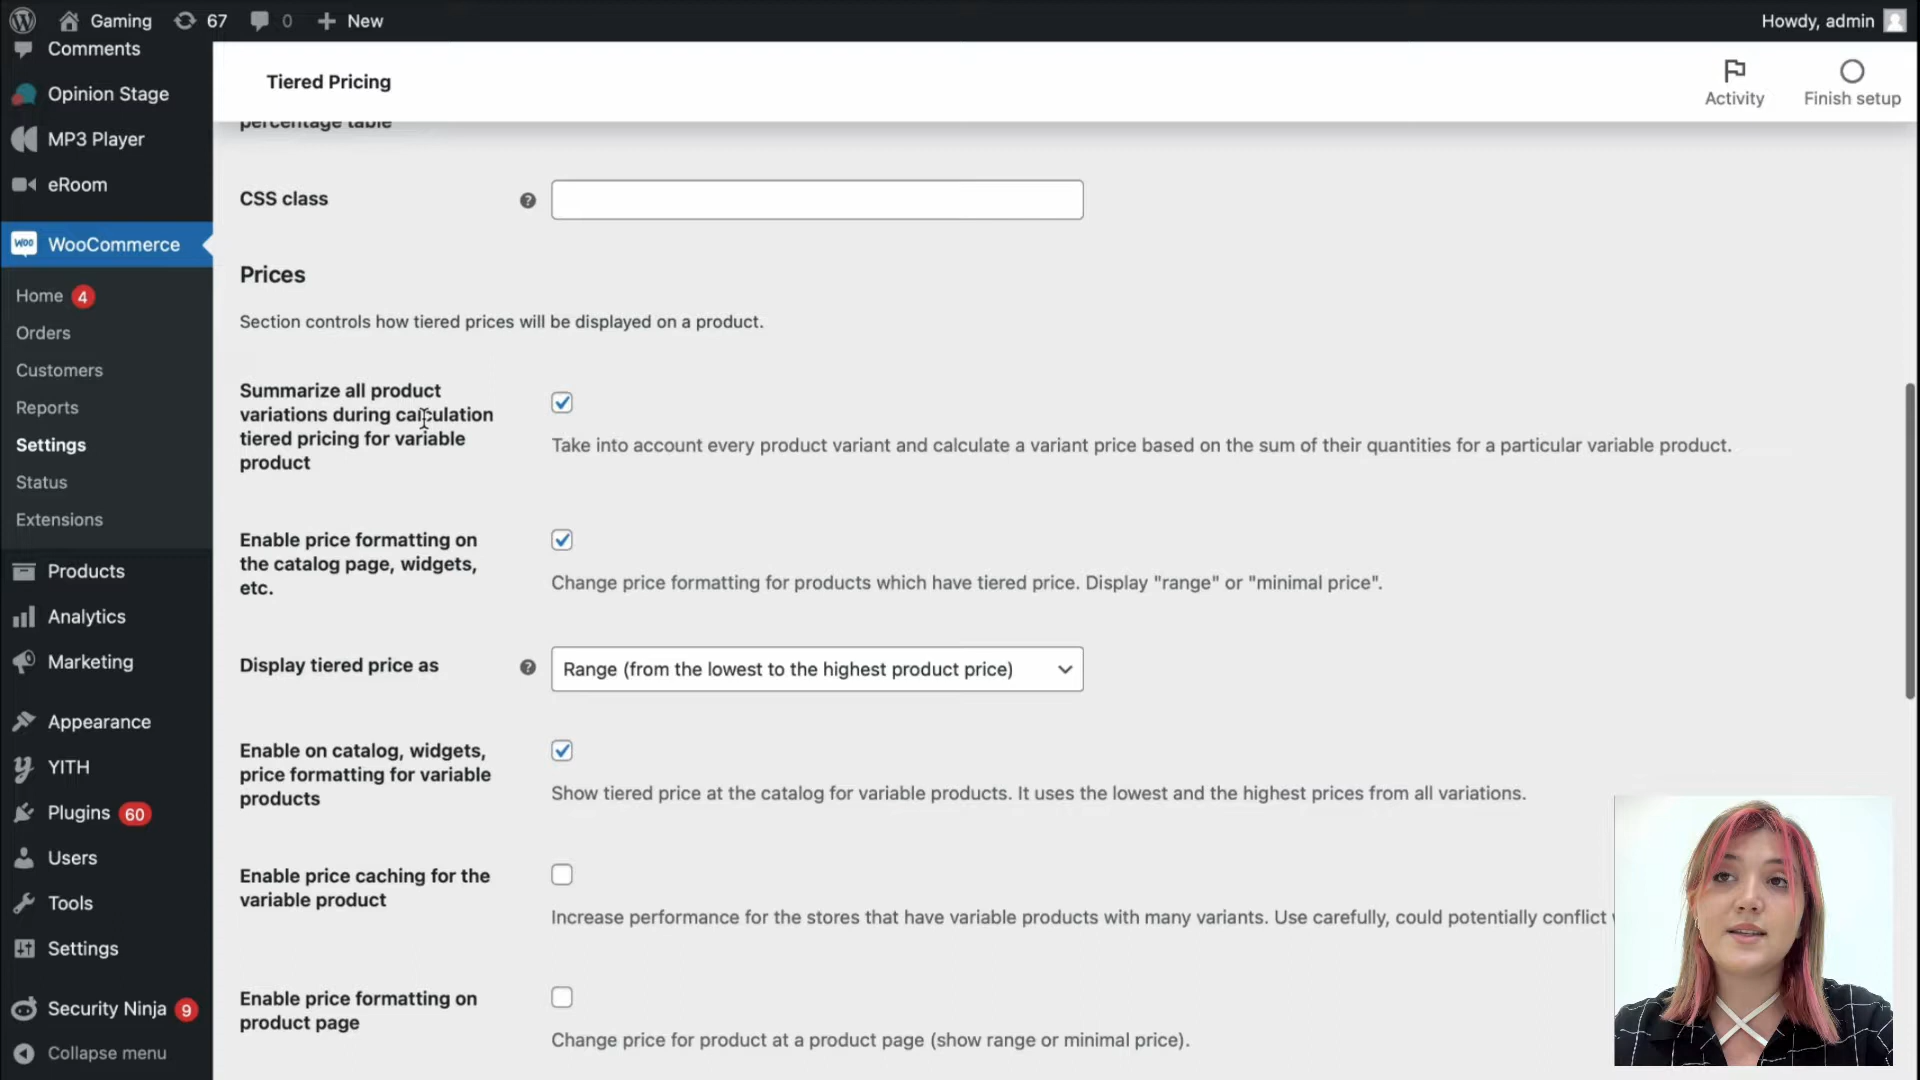 Gaming
67
0
New
Howdy, admin
Comments
Opinion Stage
MP3 Player
eRoom
WooCommerce
Home 4
Orders
Customers
Reports
Settings
Status
Extensions
Products
Analytics
Marketing
Appearance
YITH
Plugins 60
Users
Tools
Settings
Security Ninja 9
Collapse menu
Tiered Pricing
Activity
Finish setup
percentage table
CSS class
Prices
Section controls how tiered prices will be displayed on a product.
Summarize all product
variations during calculation
tiered pricing for variable
product
Take into account every product variant and calculate a variant price based on the sum of their quantities for a particular variable product.
Enable price formatting on
the catalog page, widgets,
etc.
Change price formatting for products which have tiered price. Display "range" or "minimal price".
Display tiered price as
Range (from the lowest to the highest product price)
Enable on catalog, widgets,
price formatting for variable
products
Show tiered price at the catalog for variable products. It uses the lowest and the highest prices from all variations.
Enable price caching for the
variable product
Increase performance for the stores that have variable products with many variants. Use carefully, could potentially conflict
Enable price formatting on
product page
Change price for product at a product page (show range or minimal price).